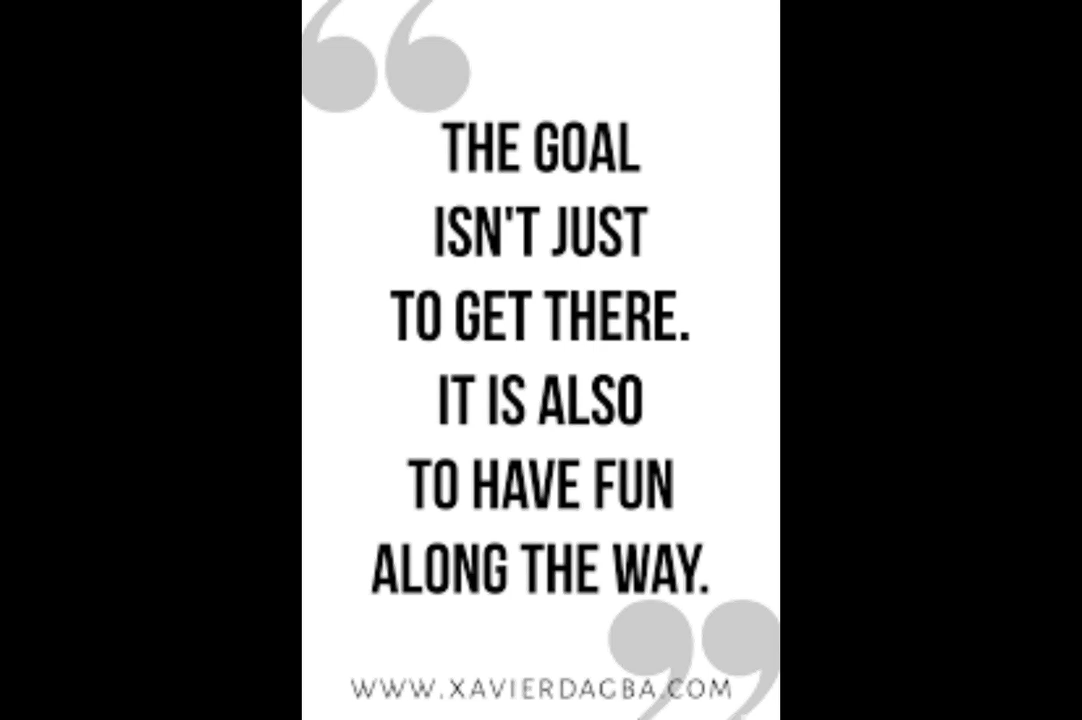 THE GOAL
ISN'T JUST
TO GET THERE.
IT IS ALSO
TO HAVE FUN
ALONG THE WAY.
WWW.XAVIERDAGBA.COM